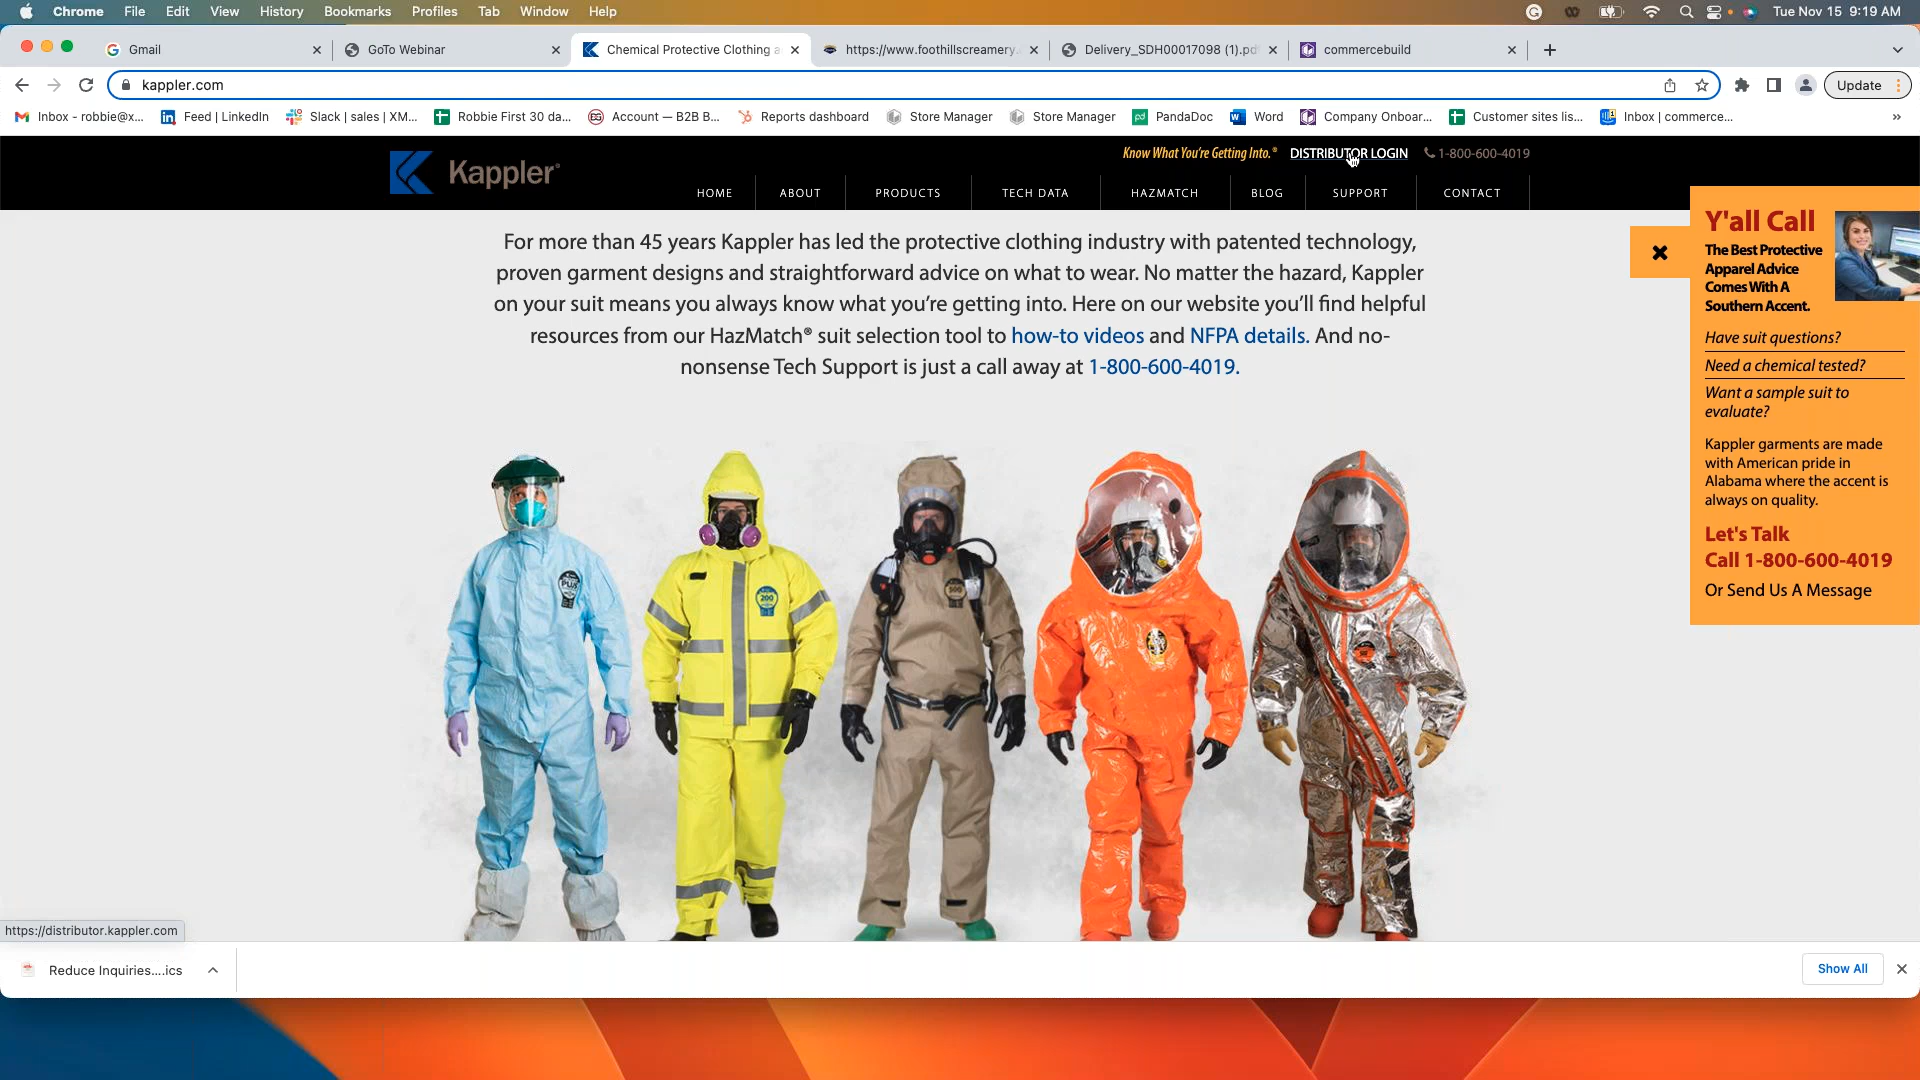 Chrome File Edit View History Bookmarks Profiles Tab Window Help Tue Nov 15 9:19 AM
Gmail GoTo Webinar Chemical Protective Clothing a https://www.foothillscreamery. Delivery_SDH00017098 (1).pd commercebuild
kappler.com Update
Inbox - robbie@x... Feed | LinkedIn Slack | sales | XM... Robbie First 30 da... Account — B2B B... Reports dashboard Store Manager Store Manager PandaDoc Word Company Onboar... Customer sites lis... Inbox | commerce...
Know What You're Getting Into.® DISTRIBUTOR LOGIN 1-800-600-4019
Kappler®
HOME ABOUT PRODUCTS TECH DATA HAZMATCH BLOG SUPPORT CONTACT
For more than 45 years Kappler has led the protective clothing industry with patented technology,
proven garment designs and straightforward advice on what to wear. No matter the hazard, Kappler
on your suit means you always know what you're getting into. Here on our website you'll find helpful
resources from our HazMatch® suit selection tool to how-to videos and NFPA details. And no-
nonsense Tech Support is just a call away at 1-800-600-4019.
Y'all Call
The Best Protective
Apparel Advice
Comes With A
Southern Accent.
Have suit questions?
Need a chemical tested?
Want a sample suit to
evaluate?
Kappler garments are made
with American pride in
Alabama where the accent is
always on quality.
Let's Talk
Call 1-800-600-4019
Or Send Us A Message
PLUS
200
500
https://distributor.kappler.com
Reduce Inquiries....ics Show All